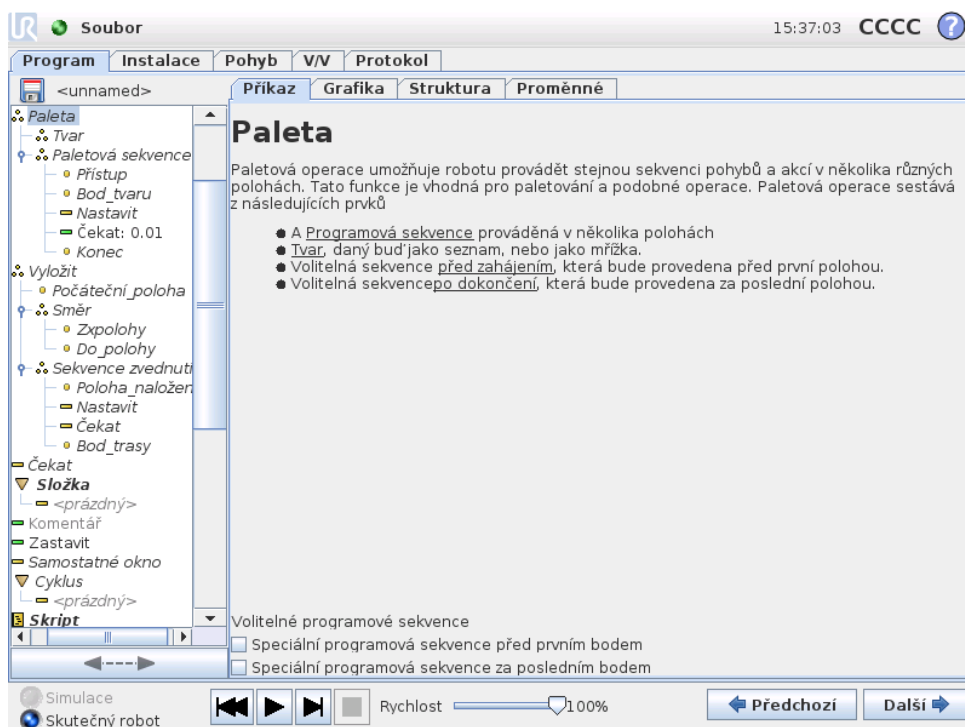 UR Soubor 15:37:03 CCCC ?
Program Instalace Pohyb V/V Protokol
<unnamed>
Příkaz Grafika Struktura Proměnné
Paleta
Tvar
Paletová sekvence
Přístup
Bod_tvaru
Nastavit
Čekat: 0.01
Konec
Vyložit
Počáteční_poloha
Směr
Zxpolohy
Do_polohy
Sekvence zvednutí
Poloha_naložen
Nastavit
Čekat
Bod_trasy
Čekat
Složka
<prázdný>
Komentář
Zastavit
Samostatné okno
Cyklus
<prázdný>
Skript
Paleta
Paletová operace umožňuje robotu provádět stejnou sekvenci pohybů a akcí v několika různých
polohách. Tato funkce je vhodná pro paletování a podobné operace. Paletová operace sestává
z následujících prvků
● A Programová sekvence prováděná v několika polohách
● Tvar, daný buďjako seznam, nebo jako mřížka.
● Volitelná sekvence před zahájením, která bude provedena před první polohou.
● Volitelná sekvencepo dokončení, která bude provedena za poslední polohou.
Volitelné programové sekvence
Speciální programová sekvence před prvním bodem
Speciální programová sekvence za posledním bodem
Simulace
Skutečný robot
Rychlost 100%
Předchozí
Další